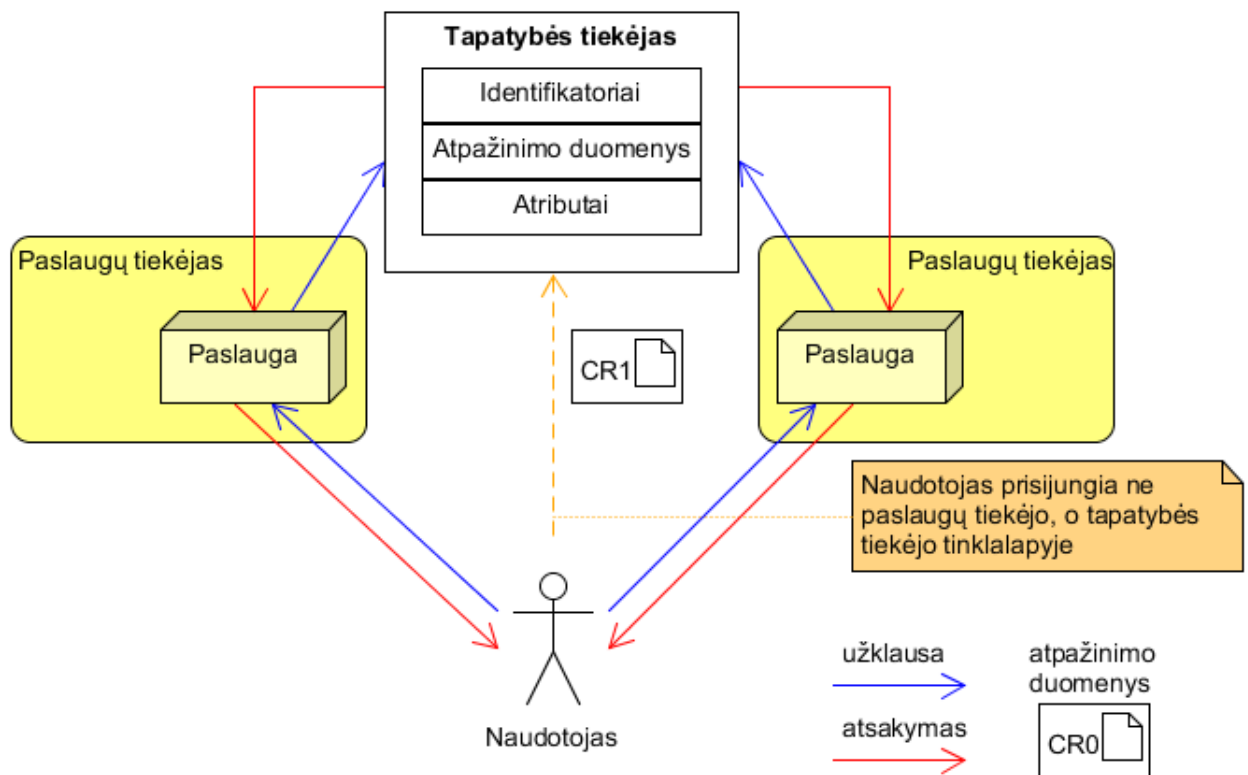 Tapatybės tiekėjas
Identifikatoriai
Atpažinimo duomenys
Atributai
Paslaugų tiekėjas
Paslauga
Paslaugų tiekėjas
Paslauga
CR1
Naudotojas prisijungia ne
paslaugų tiekėjo, o tapatybės
tiekėjo tinklalapyje
Naudotojas
užklausa
atsakymas
atpažinimo
duomenys
CR0